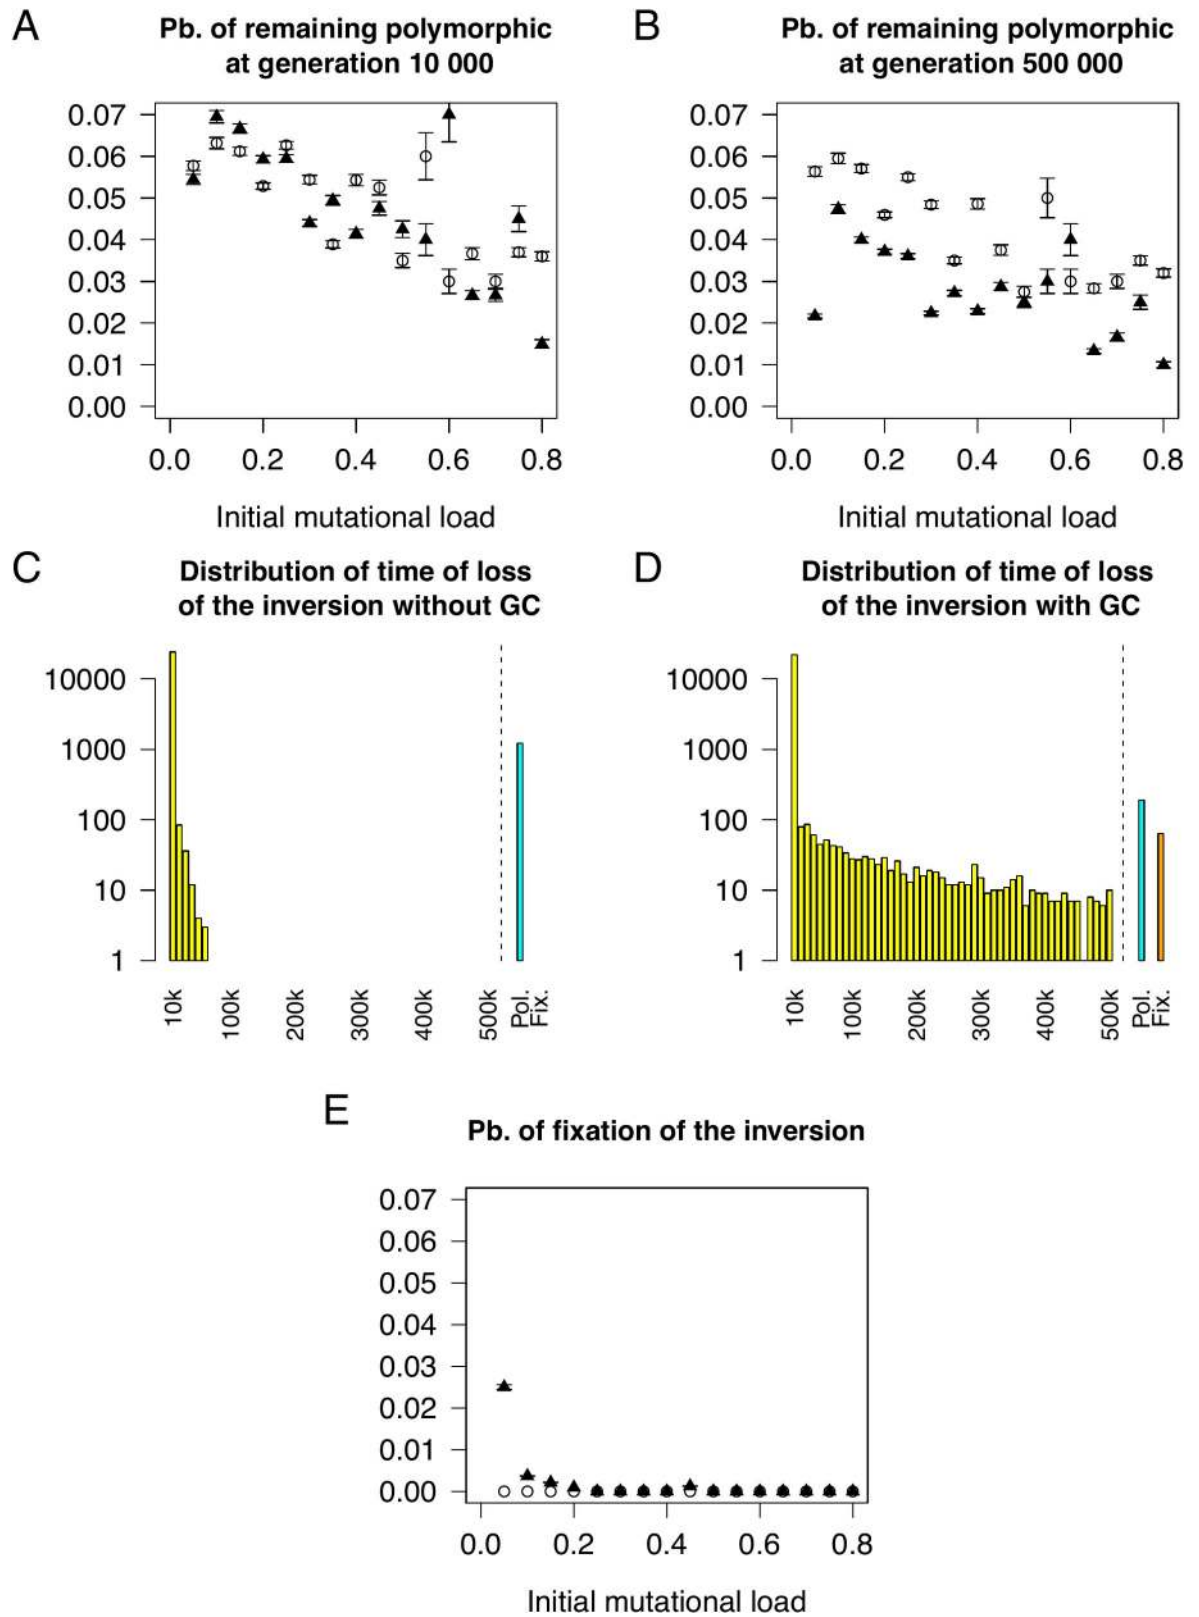 A
Pb. of remaining polymorphic
at generation 10 000
0.07
0.06
0.05
0.04
0.03
0.02
0.01
0.00
0.0 0.2 0.4 0.6 0.8
Initial mutational load
B
Pb. of remaining polymorphic
at generation 500 000
0.07
0.06
0.05
0.04
0.03
0.02
0.01
0.00
0.0 0.2 0.4 0.6 0.8
Initial mutational load
C
Distribution of time of loss
of the inversion without GC
10000
1000
100
10
1
10k 100k 200k 300k 400k 500k Pol. Fix.
D
Distribution of time of loss
of the inversion with GC
10000
1000
100
10
1
10k 100k 200k 300k 400k 500k Pol. Fix.
E
Pb. of fixation of the inversion
0.07
0.06
0.05
0.04
0.03
0.02
0.01
0.00
0.0 0.2 0.4 0.6 0.8
Initial mutational load